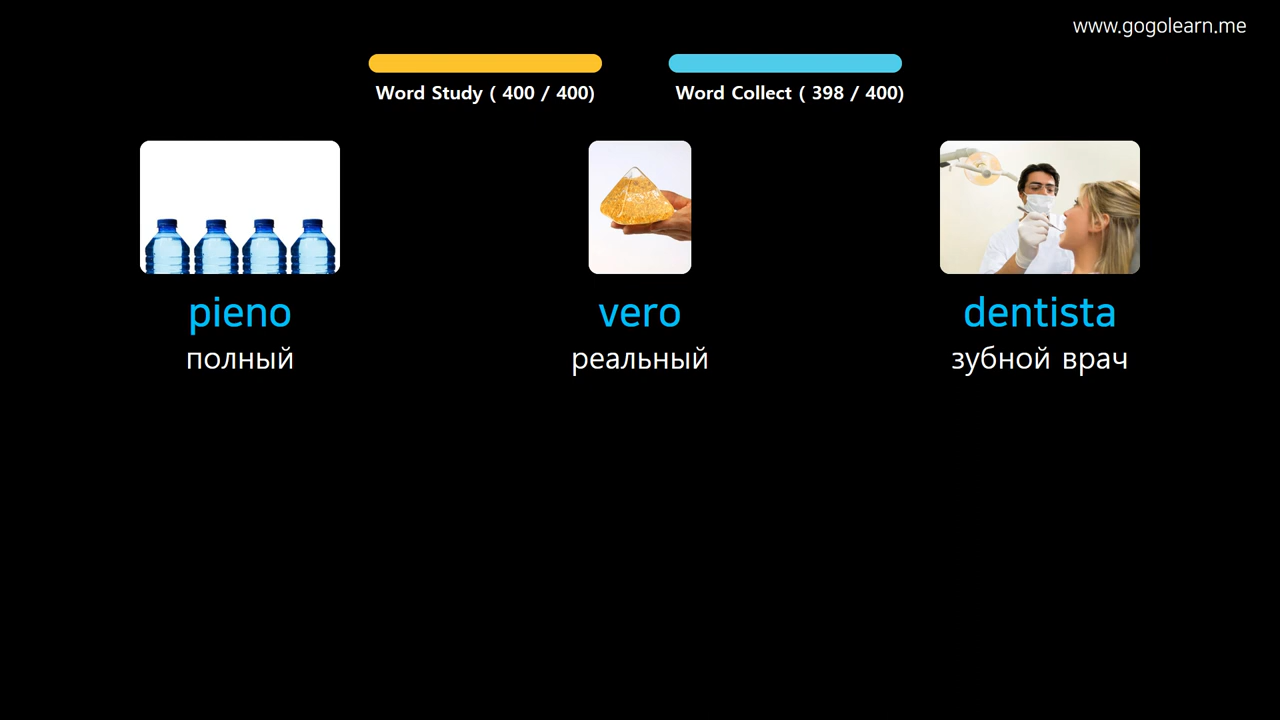 www.gogolearn.me
Word Study ( 400 / 400)
Word Collect ( 398 / 400)
pieno
vero
dentista
полный
реальный
зубной врач